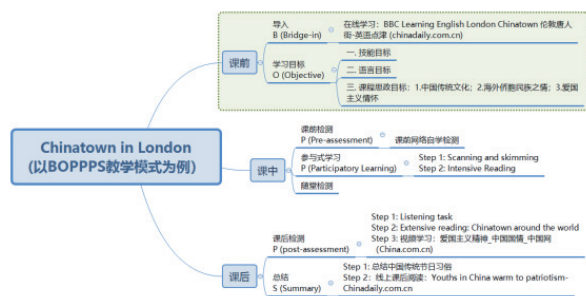 Chinatown in London
(以BOPPPS教学模式为例)
课前
导入
B (Bridge-in)
在线学习：BBC Learning English London Chinatown 伦敦唐人
街-英语点津 (chinadaily.com.cn)
学习目标
O (Objective)
一. 技能目标
二. 语言目标
三. 课程思政目标：1.中国传统文化；2.海外侨胞民族之情；3.爱国
主义情怀
课中
课前检测
P (Pre-assessment)
课前网络自学检测
参与式学习
P (Participatory Learning)
Step 1: Scanning and skimming
Step 2: Intensive Reading
随堂检测
课后
课后检测
P (post-assessment)
Step 1: Listening task
Step 2: Extensive reading: Chinatown around the world
Step 3: 视频学习：爱国主义精神_中国国情_中国网
(China.com.cn)
总结
S (Summary)
Step 1: 总结中国传统节日习俗
Step 2：线上课后阅读：Youths in China warm to patriotism-
Chinadaily.com.cn